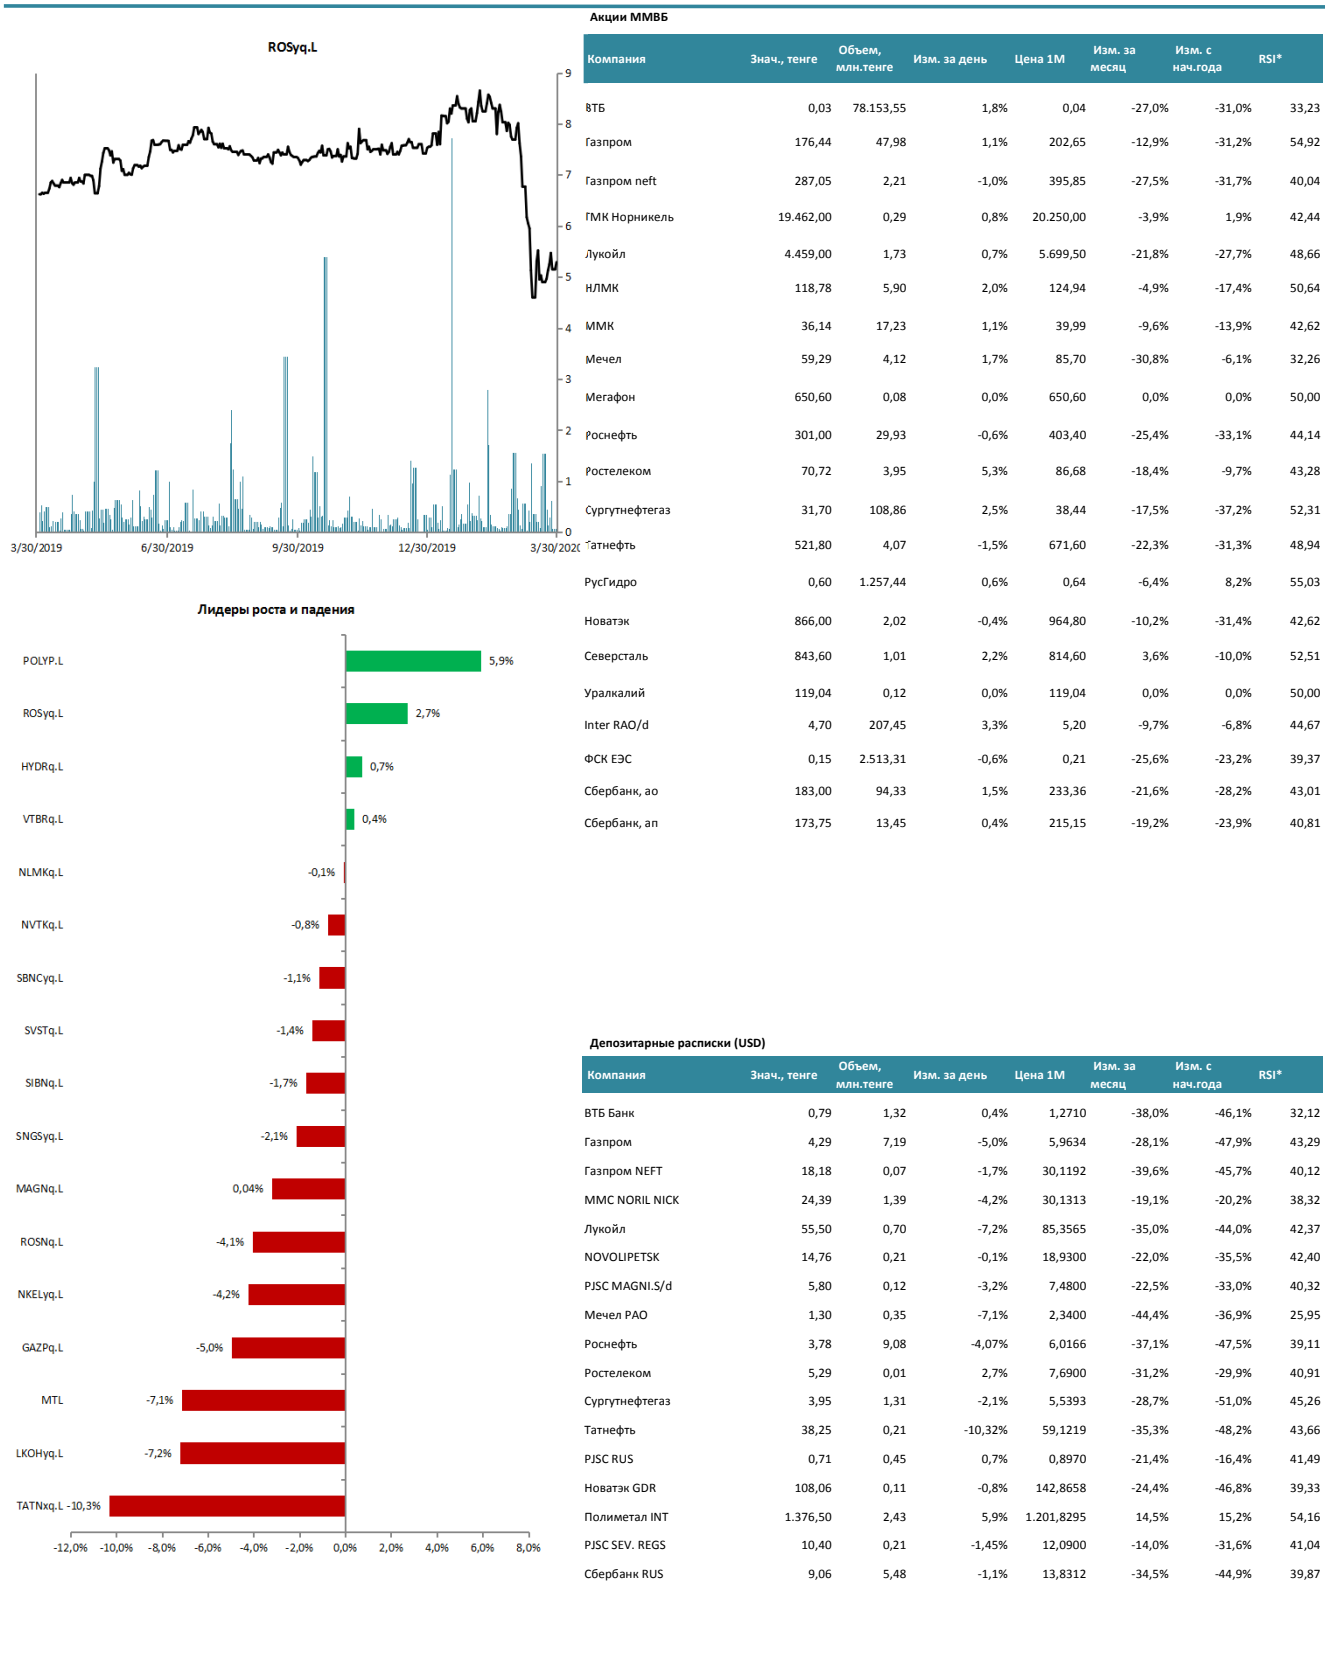 ROSyq.L
9
8
7
6
5
4
3
2
1
0
3/30/2019 6/30/2019 9/30/2019 12/30/2019 3/30/2020
Лидеры роста и падения
POLYP.L 5,9%
ROSyq.L 2,7%
HYDRq.L 0,7%
VTBRq.L 0,4%
NLMKq.L -0,1%
NVTKq.L -0,8%
SBNCyq.L -1,1%
SVSTq.L -1,4%
SIBNq.L -1,7%
SNGSyq.L -2,1%
MAGNq.L 0,04%
ROSNq.L -4,1%
NKELyq.L -4,2%
GAZPq.L -5,0%
MTL -7,1%
LKOHyq.L -7,2%
TATNxq.L -10,3%
-12,0% -10,0% -8,0% -6,0% -4,0% -2,0% 0,0% 2,0% 4,0% 6,0% 8,0%
Акции ММВБ
Компания Знач., тенге Объем, млн.тенге Изм. за день Цена 1М Изм. за месяц Изм. с нач.года RSI*
ВТБ 0,03 78.153,55 1,8% 0,04 -27,0% -31,0% 33,23
Газпром 176,44 47,98 1,1% 202,65 -12,9% -31,2% 54,92
Газпром neft 287,05 2,21 -1,0% 395,85 -27,5% -31,7% 40,04
ГМК Норникель 19.462,00 0,29 0,8% 20.250,00 -3,9% 1,9% 42,44
Лукойл 4.459,00 1,73 0,7% 5.699,50 -21,8% -27,7% 48,66
НЛМК 118,78 5,90 2,0% 124,94 -4,9% -17,4% 50,64
ММК 36,14 17,23 1,1% 39,99 -9,6% -13,9% 42,62
Мечел 59,29 4,12 1,7% 85,70 -30,8% -6,1% 32,26
Мегафон 650,60 0,08 0,0% 650,60 0,0% 0,0% 50,00
Роснефть 301,00 29,93 -0,6% 403,40 -25,4% -33,1% 44,14
Ростелеком 70,72 3,95 5,3% 86,68 -18,4% -9,7% 43,28
Сургутнефтегаз 31,70 108,86 2,5% 38,44 -17,5% -37,2% 52,31
Татнефть 521,80 4,07 -1,5% 671,60 -22,3% -31,3% 48,94
РусГидро 0,60 1.257,44 0,6% 0,64 -6,4% 8,2% 55,03
Новатэк 866,00 2,02 -0,4% 964,80 -10,2% -31,4% 42,62
Северсталь 843,60 1,01 2,2% 814,60 3,6% -10,0% 52,51
Уралкалий 119,04 0,12 0,0% 119,04 0,0% 0,0% 50,00
Inter RAO/d 4,70 207,45 3,3% 5,20 -9,7% -6,8% 44,67
ФСК ЕЭС 0,15 2.513,31 -0,6% 0,21 -25,6% -23,2% 39,37
Сбербанк, ао 183,00 94,33 1,5% 233,36 -21,6% -28,2% 43,01
Сбербанк, ап 173,75 13,45 0,4% 215,15 -19,2% -23,9% 40,81
Депозитарные расписки (USD)
Компания Знач., тенге Объем, млн.тенге Изм. за день Цена 1М Изм. за месяц Изм. с нач.года RSI*
ВТБ Банк 0,79 1,32 0,4% 1,2710 -38,0% -46,1% 32,12
Газпром 4,29 7,19 -5,0% 5,9634 -28,1% -47,9% 43,29
Газпром NEFT 18,18 0,07 -1,7% 30,1192 -39,6% -45,7% 40,12
MMC NORIL NICK 24,39 1,39 -4,2% 30,1313 -19,1% -20,2% 38,32
Лукойл 55,50 0,70 -7,2% 85,3565 -35,0% -44,0% 42,37
NOVOLIPETSK 14,76 0,21 -0,1% 18,9300 -22,0% -35,5% 42,40
PJSC MAGNI.S/d 5,80 0,12 -3,2% 7,4800 -22,5% -33,0% 40,32
Мечел РАО 1,30 0,35 -7,1% 2,3400 -44,4% -36,9% 25,95
Роснефть 3,78 9,08 -4,07% 6,0166 -37,1% -47,5% 39,11
Ростелеком 5,29 0,01 2,7% 7,6900 -31,2% -29,9% 40,91
Сургутнефтегаз 3,95 1,31 -2,1% 5,5393 -28,7% -51,0% 45,26
Татнефть 38,25 0,21 -10,32% 59,1219 -35,3% -48,2% 43,66
PJSC RUS 0,71 0,45 0,7% 0,8970 -21,4% -16,4% 41,49
Новатэк GDR 108,06 0,11 -0,8% 142,8658 -24,4% -46,8% 39,33
Полиметал INT 1.376,50 2,43 5,9% 1.201,8295 14,5% 15,2% 54,16
PJSC SEV. REGS 10,40 0,21 -1,45% 12,0900 -14,0% -31,6% 41,04
Сбербанк RUS 9,06 5,48 -1,1% 13,8312 -34,5% -44,9% 39,87